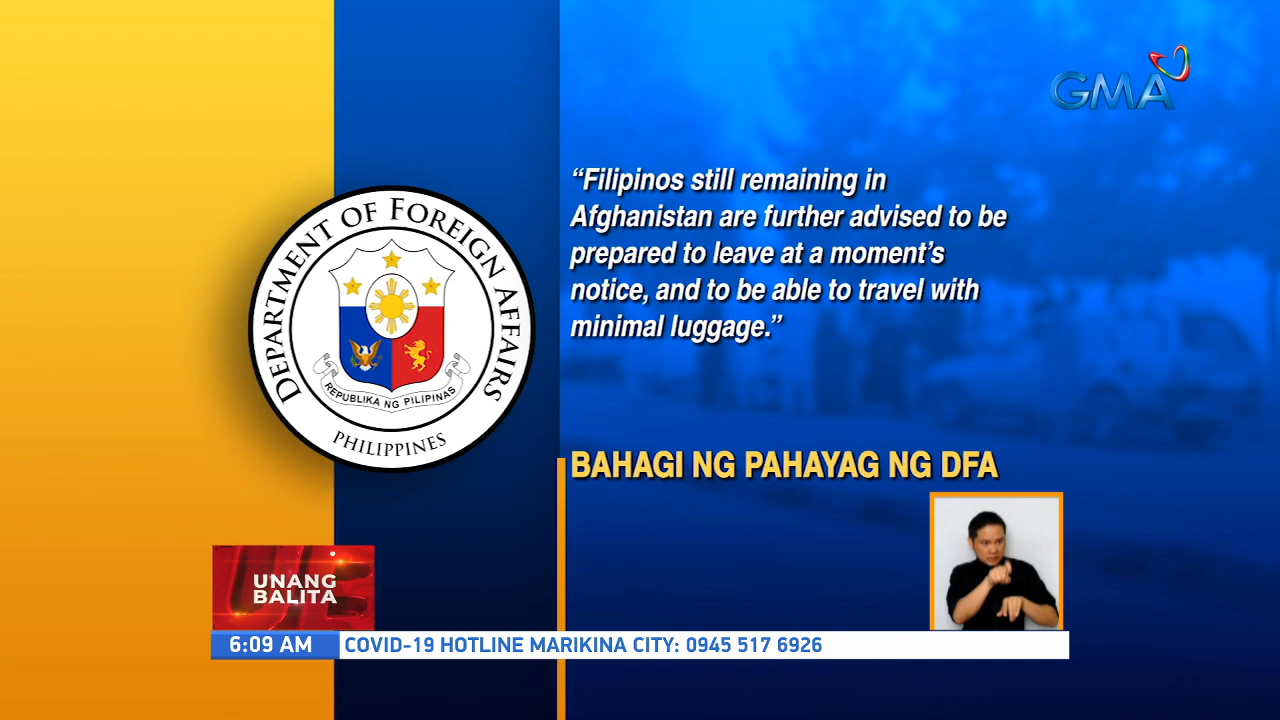 GMA
“Filipinos still remaining in
Afghanistan are further advised to be
prepared to leave at a moment’s
notice, and to be able to travel with
minimal luggage.”
DEPARTMENT OF FOREIGN AFFAIRS
REPUBLIKA NG PILIPINAS
PHILIPPINES
BAHAGI NG PAHAYAG NG DFA
UNANG
BALITA
6:09 AM COVID-19 HOTLINE MARIKINA CITY: 0945 517 6926